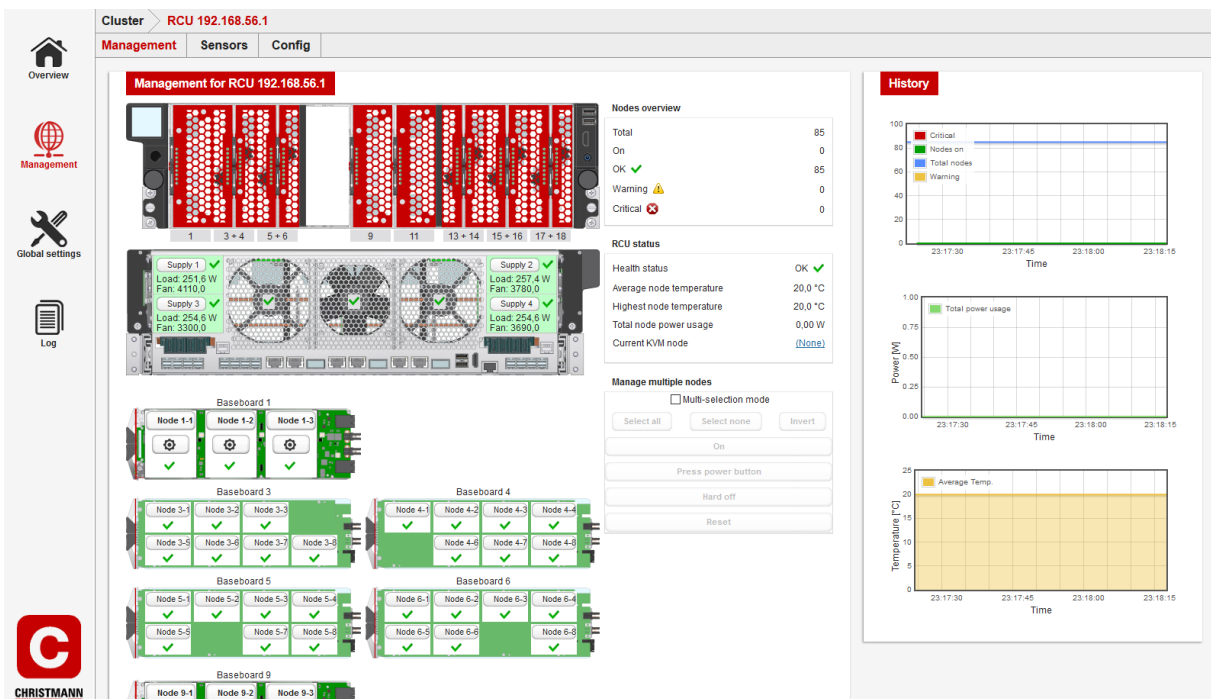 Cluster RCU 192.168.56.1
Management Sensors Config
Overview
Management
Global settings
Log
CHRISTMANN
Management for RCU 192.168.56.1
1 3 + 4 5 + 6 9 11 13 + 14 15 + 16 17 + 18
Supply 1
Load: 251,6 W
Fan: 4110,0
Supply 3
Load: 254,6 W
Fan: 3300,0
Supply 2
Load: 257,4 W
Fan: 3780,0
Supply 4
Load: 254,6 W
Fan: 3690,0
Baseboard 1
Node 1-1 Node 1-2 Node 1-3
Baseboard 3
Node 3-1 Node 3-2 Node 3-3
Node 3-5 Node 3-6 Node 3-7 Node 3-8
Baseboard 4
Node 4-1 Node 4-2 Node 4-3 Node 4-4
Node 4-6 Node 4-7 Node 4-8
Baseboard 5
Node 5-1 Node 5-2 Node 5-3 Node 5-4
Node 5-5 Node 5-7 Node 5-8
Baseboard 6
Node 6-1 Node 6-2 Node 6-3 Node 6-4
Node 6-5 Node 6-6 Node 6-8
Baseboard 9
Node 9-1 Node 9-2 Node 9-3
Nodes overview
Total 85
On 0
OK 85
Warning 0
Critical 0
RCU status
Health status OK
Average node temperature 20,0 °C
Highest node temperature 20,0 °C
Total node power usage 0,00 W
Current KVM node (None)
Manage multiple nodes
Multi-selection mode
Select all Select none Invert
On
Press power button
Hard off
Reset
History
100
80
60
40
20
0
Critical
Nodes on
Total nodes
Warning
23:17:30 23:17:45 23:18:00 23:18:15
Time
1.00
0.75
0.50
0.25
0.00
Power [W]
Total power usage
23:17:30 23:17:45 23:18:00 23:18:15
Time
25
20
15
10
5
0
Temperature [°C]
Average Temp.
23:17:30 23:17:45 23:18:00 23:18:15
Time